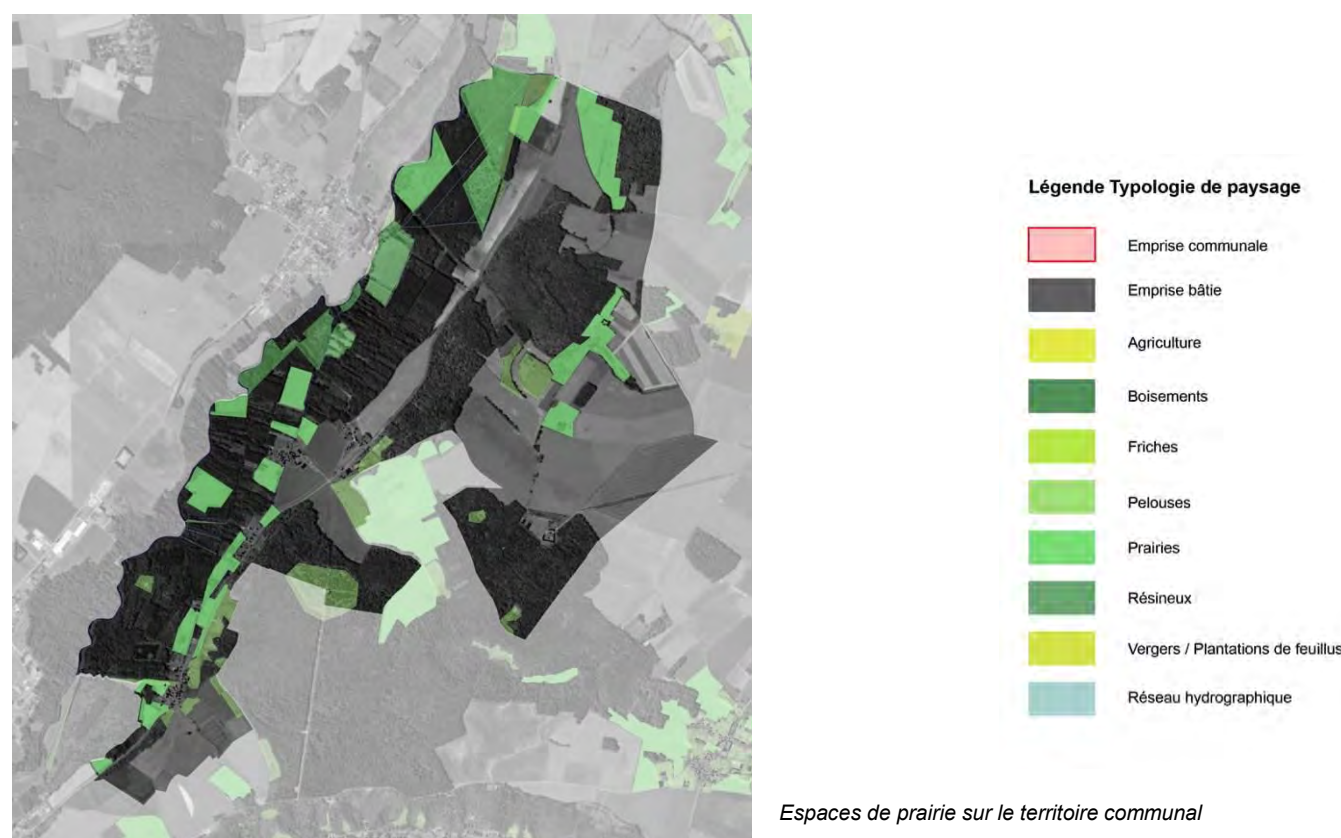 Légende Typologie de paysage
Emprise communale
Emprise bâtie
Agriculture
Boisements
Friches
Pelouses
Prairies
Résineux
Vergers / Plantations de feuillus
Réseau hydrographique
Espaces de prairie sur le territoire communal